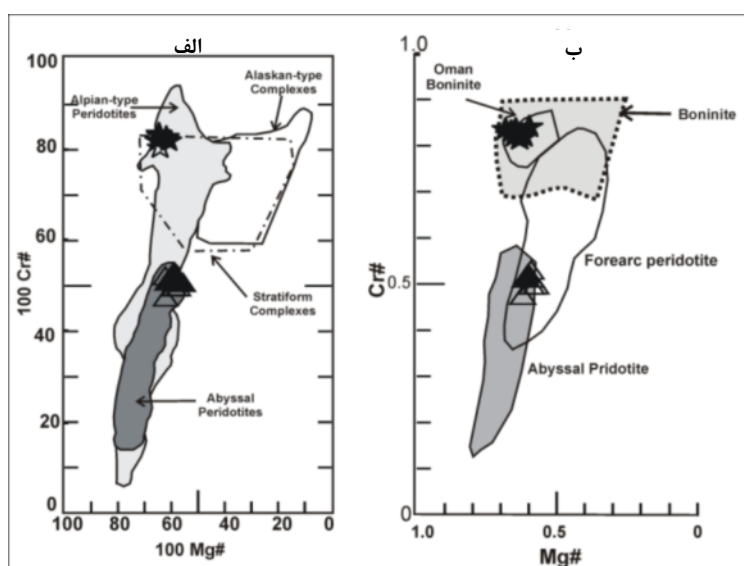 الف
100
80
60
40
20
0
100 Cr#
Alpian-type
Peridotites
Alaskan-type
Complexes
Stratiform
Complexes
Abyssal
Peridotites
100
80
60
40
20
0
100 Mg#
ب
1.0
0.5
0
Cr#
Oman
Boninite
Boninite
Forearc peridotite
Abyssal Pridotite
1.0
0.5
0
Mg#